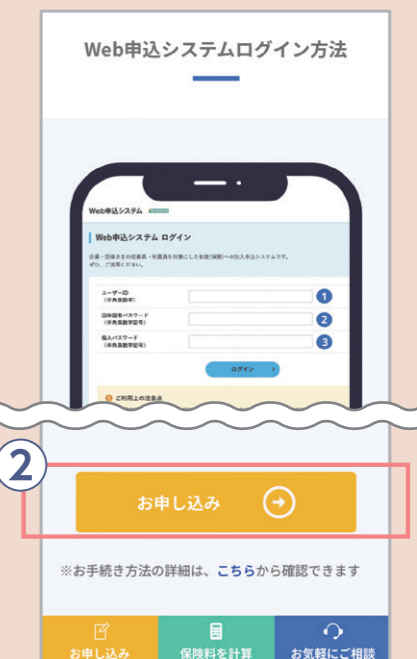 Web申込システムログイン方法
Web申込システム
Web申込システム ログイン
企業・団体さまの従業員・所属員を対象にした制度(保険)への加入申込システムです。
ぜひ、ご活用ください。
ユーザーID
(半角英数字)
1
団体固有パスワード
(半角英数字記号)
2
個人パスワード
(半角英数字記号)
3
ログイン
ご利用上の注意点
2
お申し込み
※お手続き方法の詳細は、こちらから確認できます
お申し込み
保険料を計算
お気軽にご相談